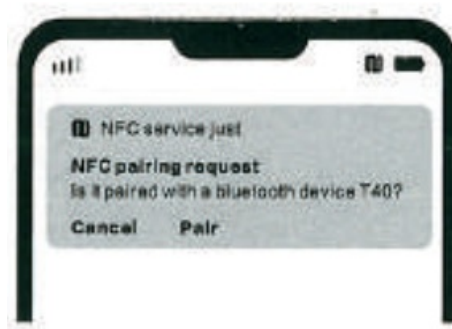 NFC service just
NFC pairing request
Is it paired with a bluetooth device T40?
Cancel Pair